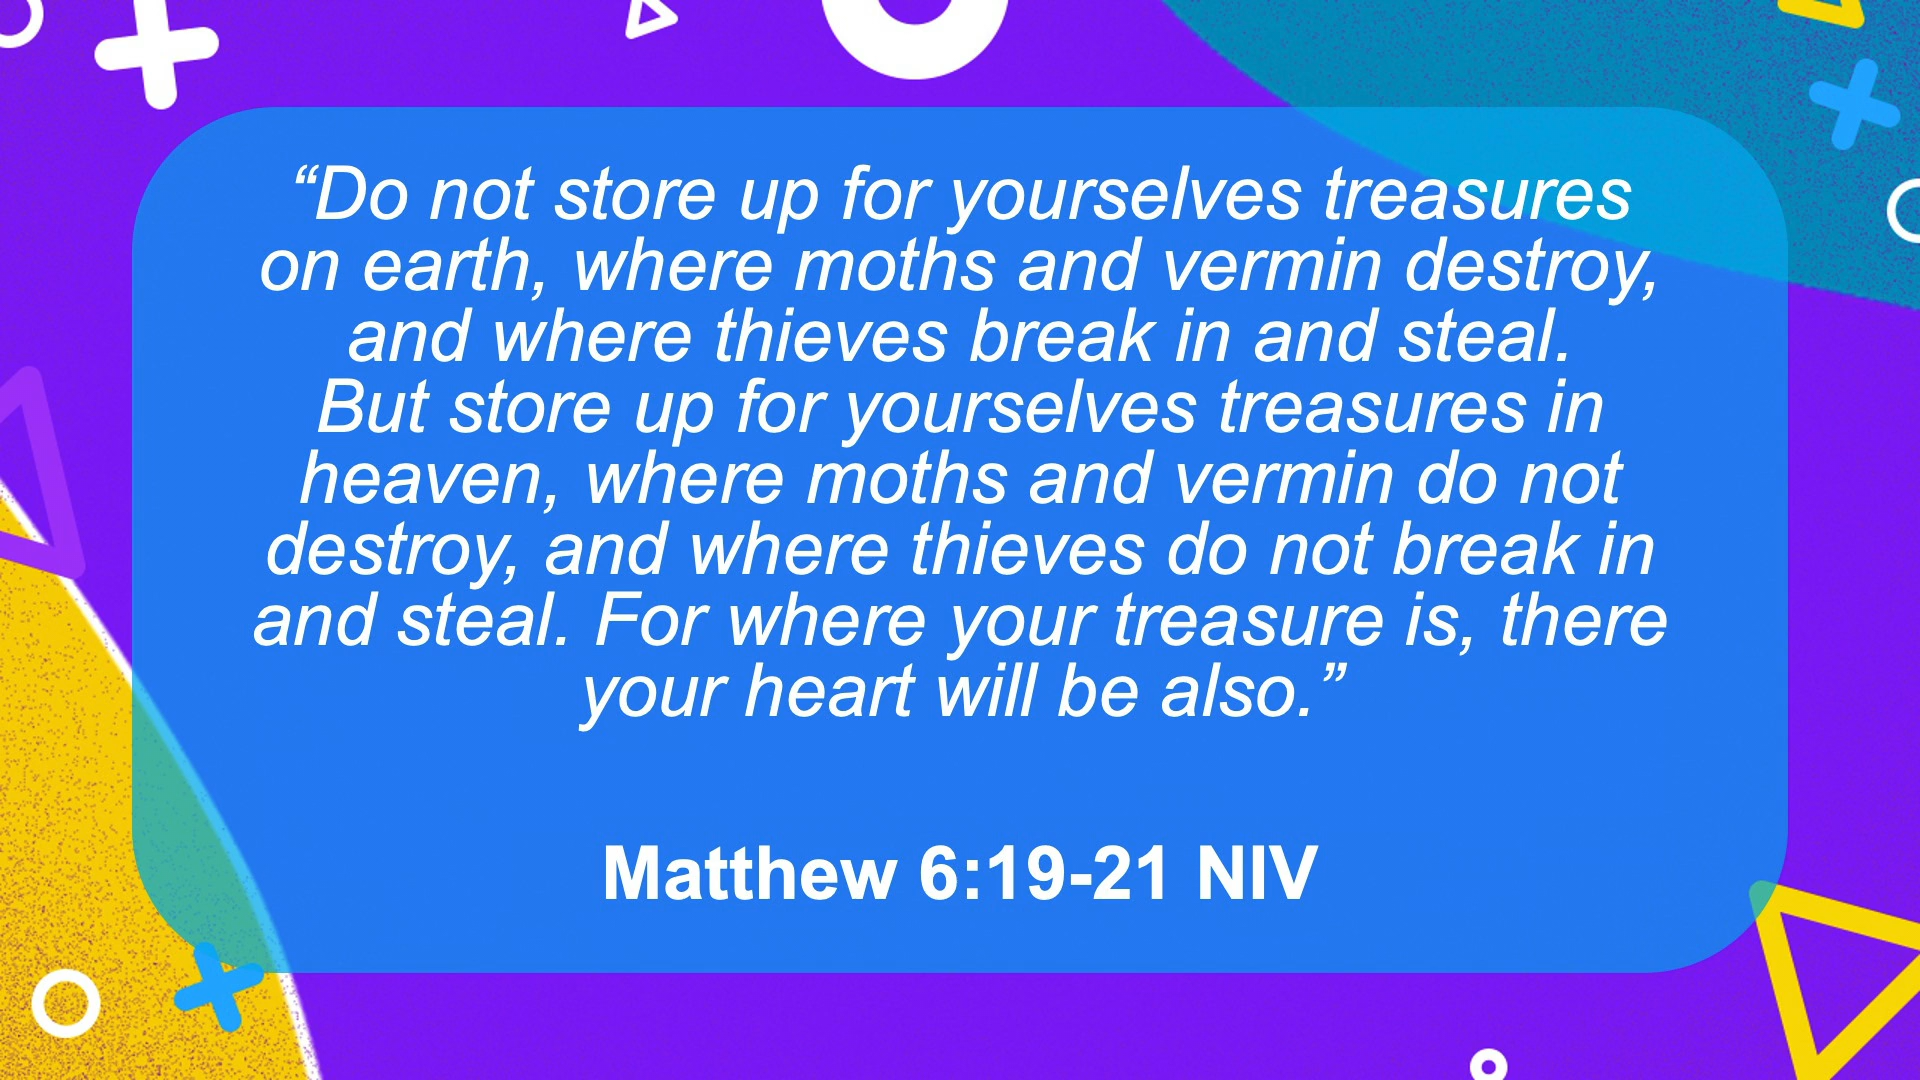 “Do not store up for yourselves treasures
on earth, where moths and vermin destroy,
and where thieves break in and steal.
But store up for yourselves treasures in
heaven, where moths and vermin do not
destroy, and where thieves do not break in
and steal. For where your treasure is, there
your heart will be also.”
Matthew 6:19-21 NIV